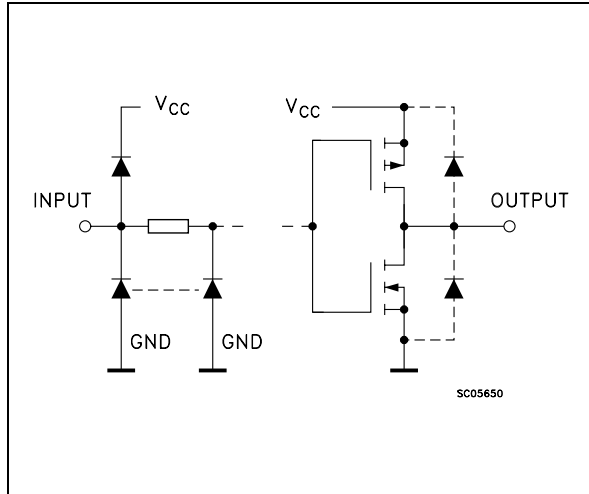 VCC
VCC
INPUT
OUTPUT
GND
GND
SC05650